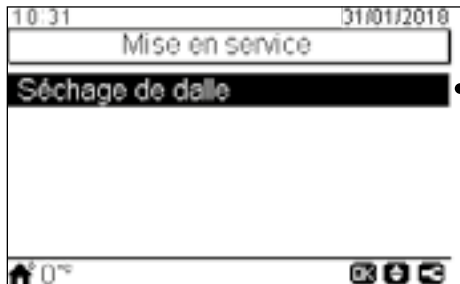 10:31 31/01/2018
Mise en service
Séchage de dalle
0°F
OK